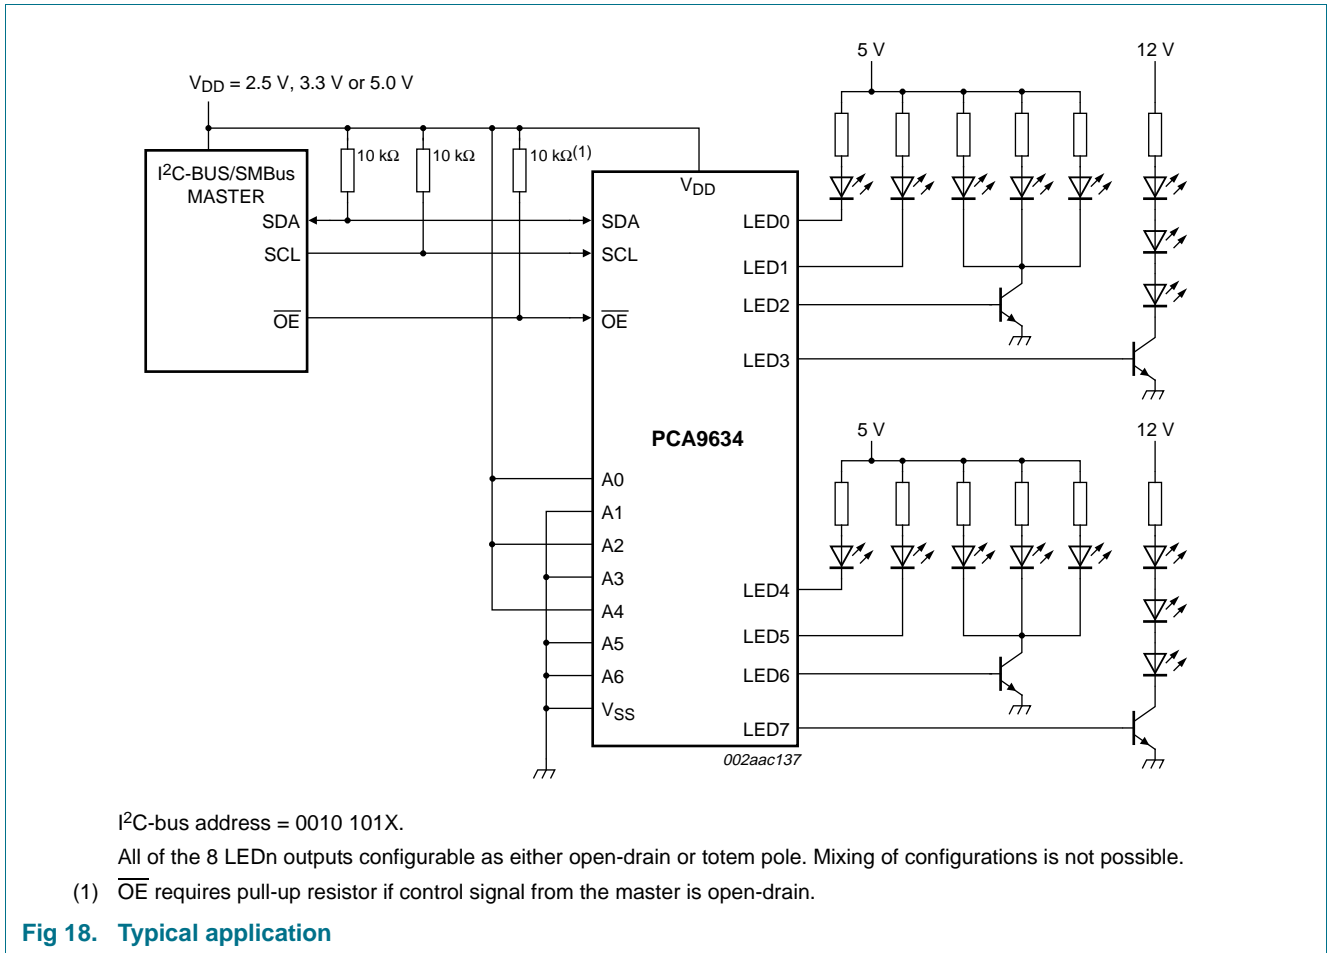 5 V
12 V
VDD = 2.5 V, 3.3 V or 5.0 V
10 kΩ
10 kΩ
10 kΩ(1)
I2C-BUS/SMBus
MASTER
SDA
SCL
OE
VDD
SDA
SCL
OE
LED0
LED1
LED2
LED3
PCA9634
5 V
12 V
A0
A1
A2
A3
A4
A5
A6
VSS
LED4
LED5
LED6
LED7
002aac137
I2C-bus address = 0010 101X.
All of the 8 LEDn outputs configurable as either open-drain or totem pole. Mixing of configurations is not possible.
(1) OE requires pull-up resistor if control signal from the master is open-drain.
Fig 18. Typical application